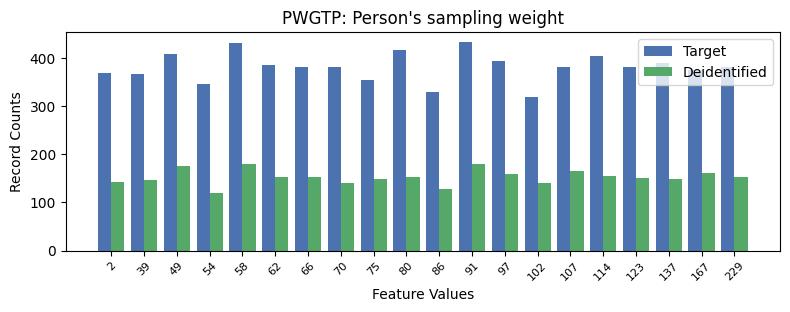 PWGTP: Person's sampling weight
Record Counts
400
300
200
100
0
Target
Deidentified
2 39 49 54 58 62 66 70 75 80 86 91 97 102 107 114 123 137 167 229
Feature Values